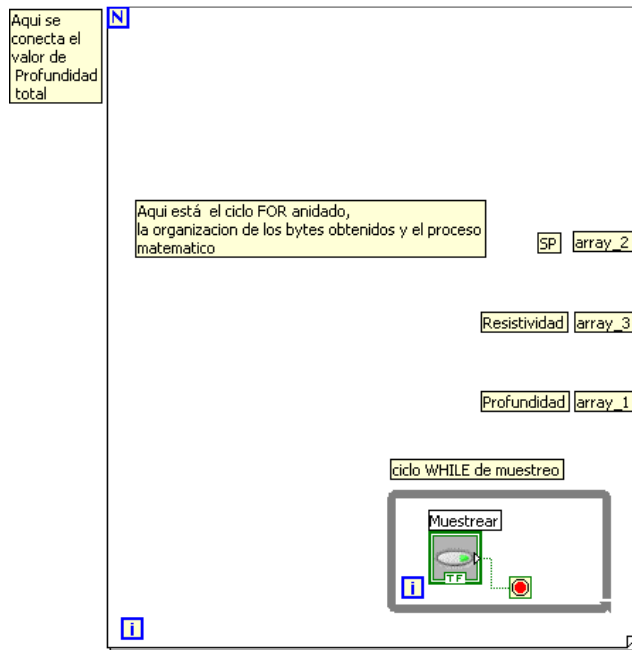 Aqui se
conecta el
valor de
Profundidad
total
N
Aqui está el ciclo FOR anidado,
la organizacion de los bytes obtenidos y el proceso
matematico
SP array_2
Resistividad array_3
Profundidad array_1
ciclo WHILE de muestreo
Muestrear
TF
i
i